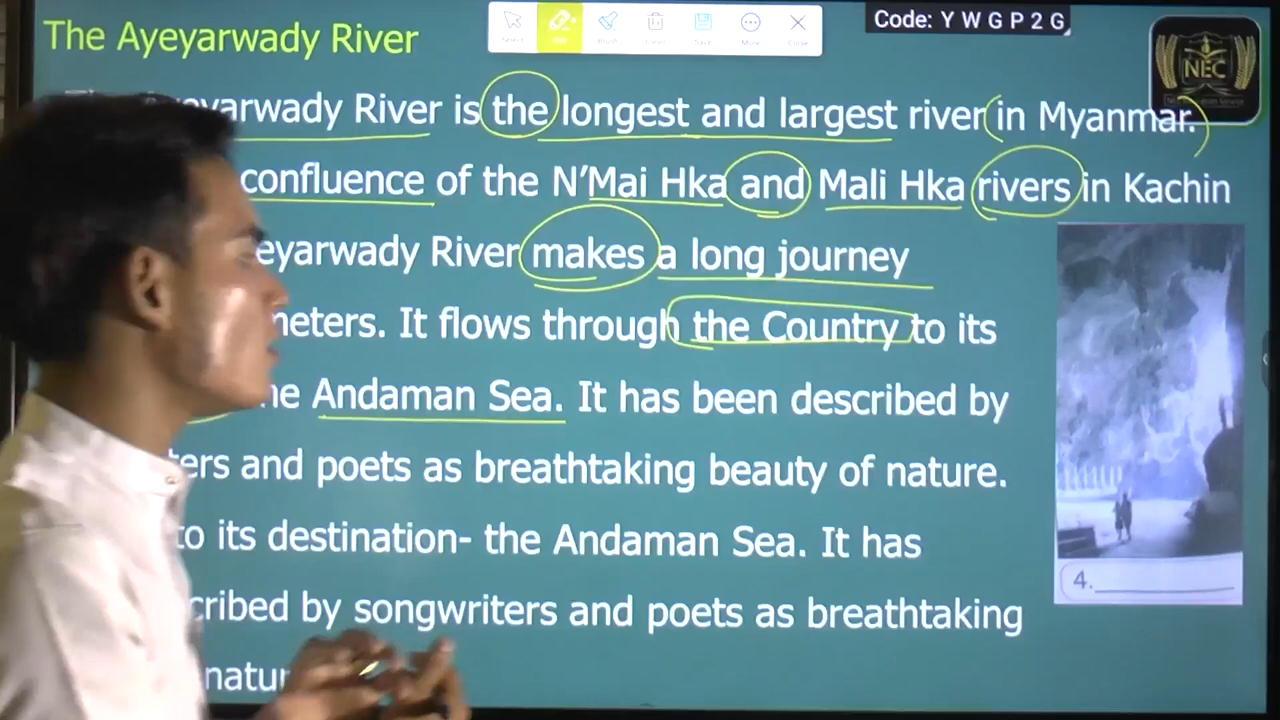 The Ayeyarwady River
Select
Code: Y W G P 2 G
NEC
Ayeyarwady River is the longest and largest river in Myanmar.
confluence of the N'Mai Hka and Mali Hka rivers in Kachin
eyarwady River makes a long journey
meters. It flows through the Country to its
he Andaman Sea. It has been described by
ters and poets as breathtaking beauty of nature.
to its destination- the Andaman Sea. It has
cribed by songwriters and poets as breathtaking
natur
4.